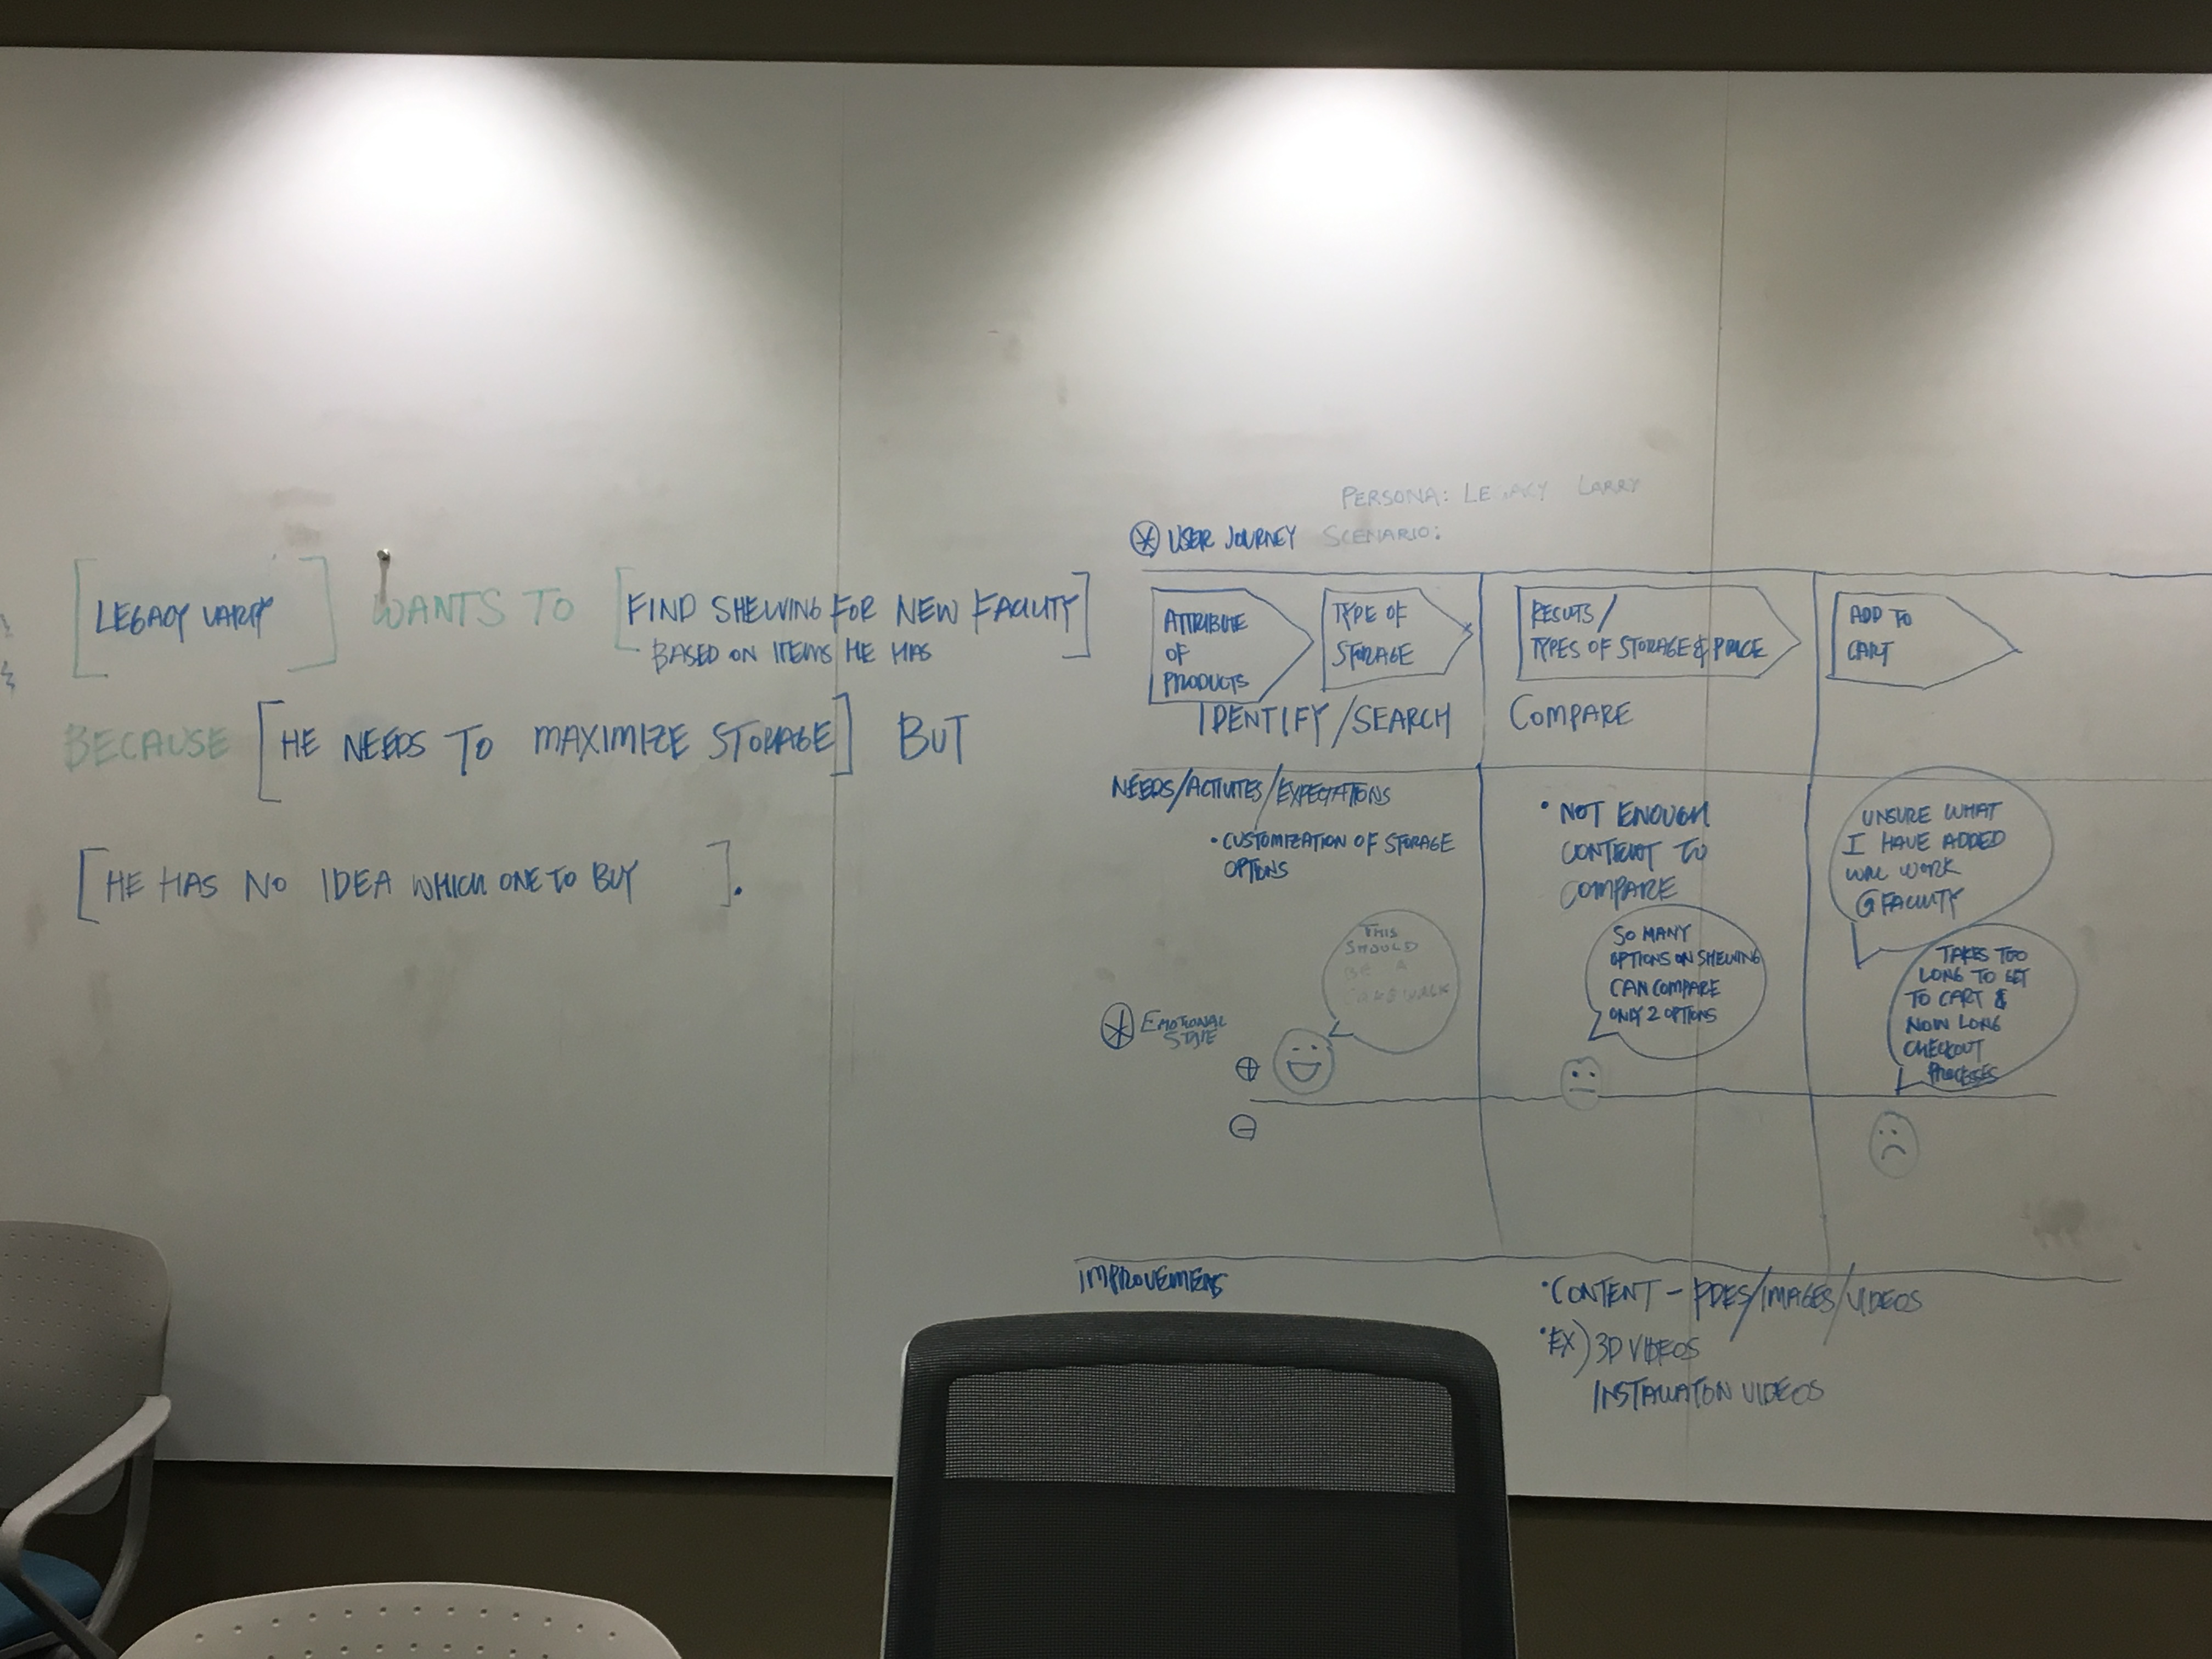 [LEGACY LARRY] WANTS TO [FIND SHELVING FOR NEW FACILITY
BASED ON ITEMS HE HAS]
BECAUSE [HE NEEDS TO MAXIMIZE STORAGE] BUT
[HE HAS NO IDEA WHICH ONE TO BUY].
PERSONA: LEGACY LARRY
USER JOURNEY SCENARIO:
ATTRIBUTE
OF
PRODUCTS
TYPE OF
STORAGE
IDENTIFY/SEARCH
RESULTS/
TYPES OF STORAGE & PRICE
COMPARE
ADD TO
CART
NEEDS/ACTIVITES/EXPECTATIONS
• CUSTOMIZATION OF STORAGE
OPTIONS
• NOT ENOUGH
CONTENT TO
COMPARE
UNSURE WHAT
I HAVE ADDED
WILL WORK
@ FACILITY
THIS
SHOULD
BE A
CAKEWALK
SO MANY
OPTIONS ON SHELVING
CAN COMPARE
ONLY 2 OPTIONS
TAKES TOO
LONG TO GET
TO CART &
NOW LONG
CHECKOUT
PROCESSES
EMOTIONAL
STATE
+
-
IMPROVEMENTS
• CONTENT - PDFS/IMAGES/VIDEOS
• EX) 3D VIDEOS
INSTALLATION VIDEOS